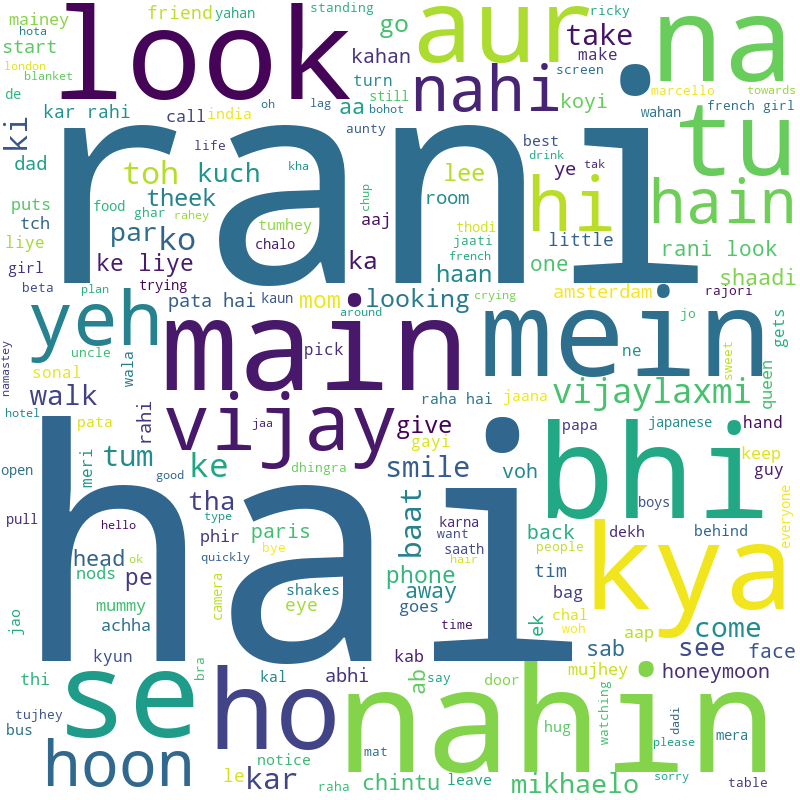 mainey
friend
yahan
look
aur
standing
ricky
na
hota
start
go
take
london
blanket
kahan
make
nahi
screen
marcello
towards
de
kar rahi
call
india
turn
still
aa
koyi
wahan
french girl
oh
lag
bohot
ki
rani
tu
dad
life
aunty
best
toh
kuch
kha
drink
ye
tak
lee
hi
hain
puts
food
theek
room
tch
ghar
rahey
chup
aaj
tumhey
thodi
liye
par
ko
chalo
jaati
haan
little
one
rani look
girl
ke liye
ka
french
shaadi
beta
plan
trying
pata hai
kaun
mom
looking
crying
amsterdam
rajori
yeh
around
main
mein
jo
gets
namastey
uncle
wala
pick
ne
sweet
queen
sonal
walk
raha hai
jaana
vijaylaxmi
hotel
pata
rahi
vijay
jaa
give
gayi
papa
japanese
hand
open
meri
tum
good
ke
dhingra
smile
voh
bhi
keep
guy
hai
tha
boys
everyone
pull
hello
type
phir
paris
baat
karna
want
saath
back
dekh
behind
kya
head
ok
quickly
bye
hair
people
nods
pe
camera
shakes
eye
phone
away
tim
mummy
goes
bag
jao
achha
time
ek
chal
woh
aap
come
kyun
kab
sab
see
face
thi
se
bra
ho
kal
abhi
ab
say
nahin
door
mujhey
honeymoon
bus
tujhey
hoon
notice
hug
watching
dadi
please
mera
le
kar
raha
mat
chintu
leave
mikhaelo
sorry
table